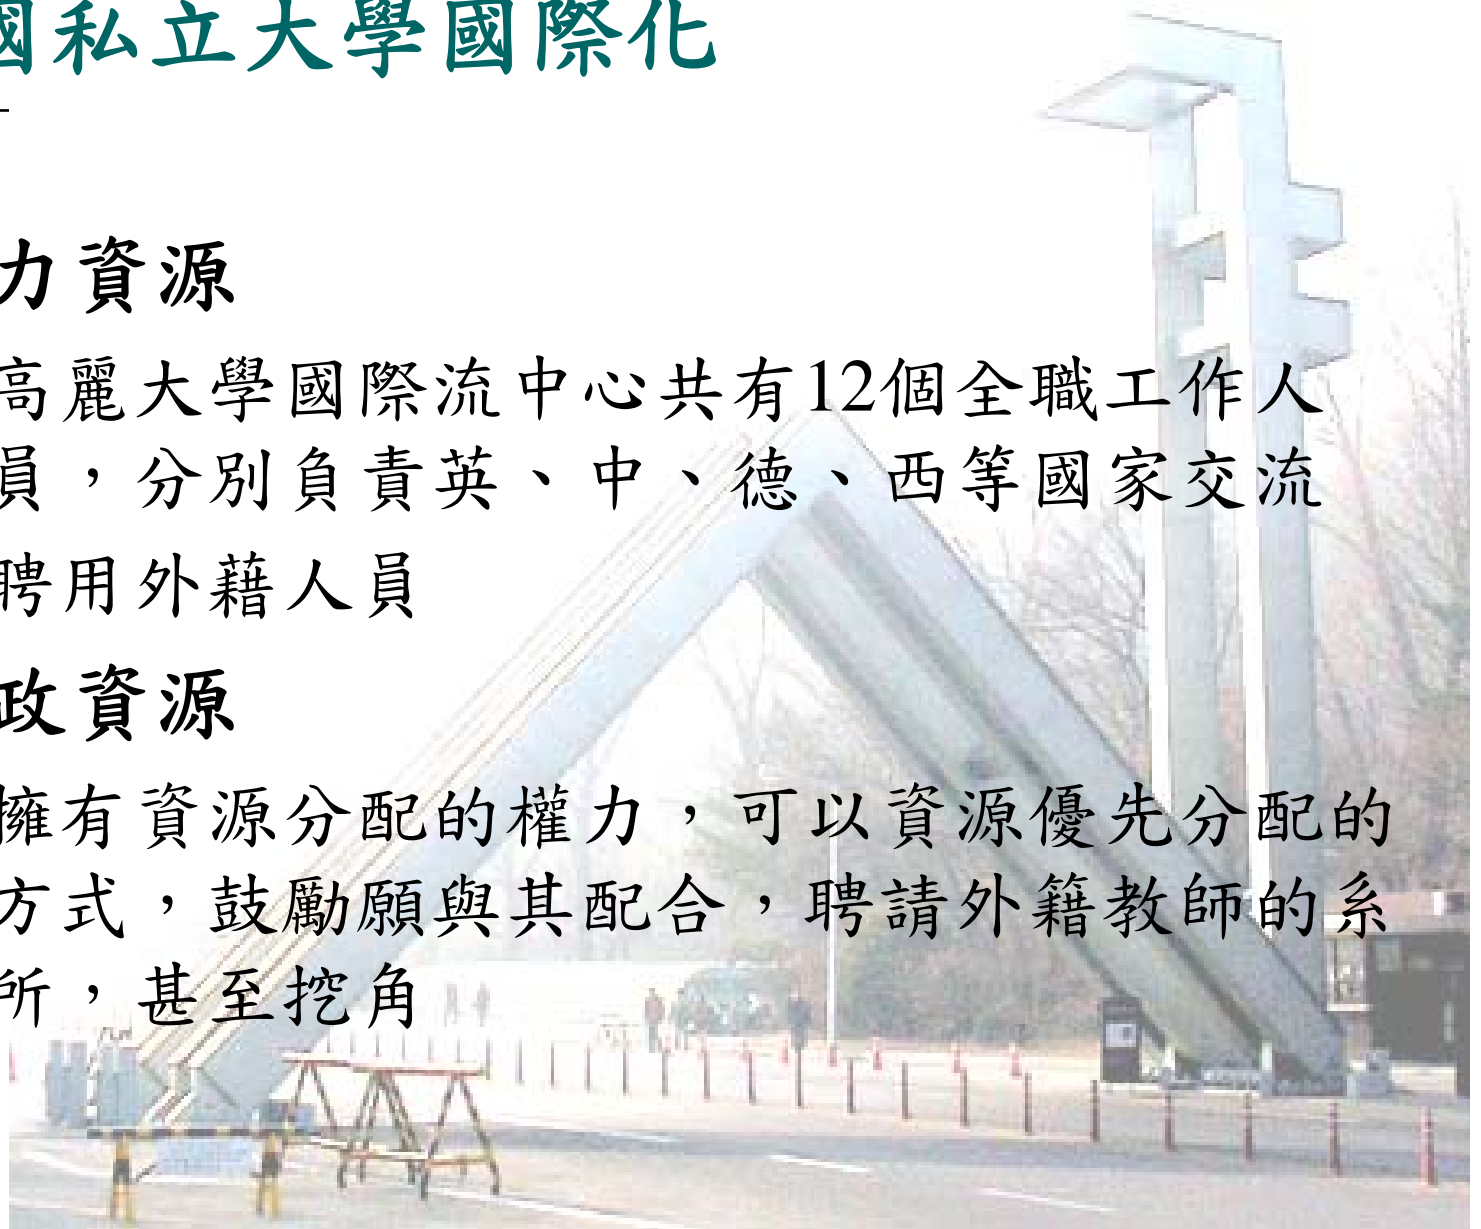 國私立大學國際化
力資源
高麗大學國際流中心共有12個全職工作人
員，分別負責英、中、德、西等國家交流
聘用外藉人員
政資源
擁有資源分配的權力，可以資源優先分配的
方式，鼓勵願與其配合，聘請外籍教師的系
所，甚至挖角